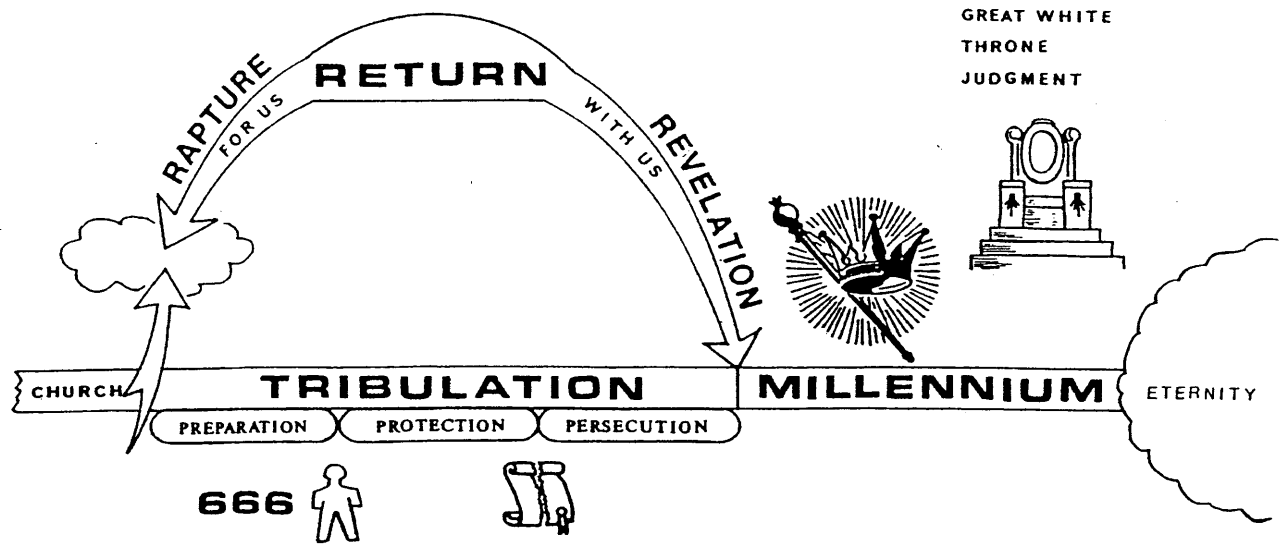 GREAT WHITE
THRONE
JUDGMENT
RETURN
RAPTURE
FOR US
WITH US
REVELATION
CHURCH
TRIBULATION
MILLENNIUM
ETERNITY
PREPARATION
PROTECTION
PERSECUTION
666